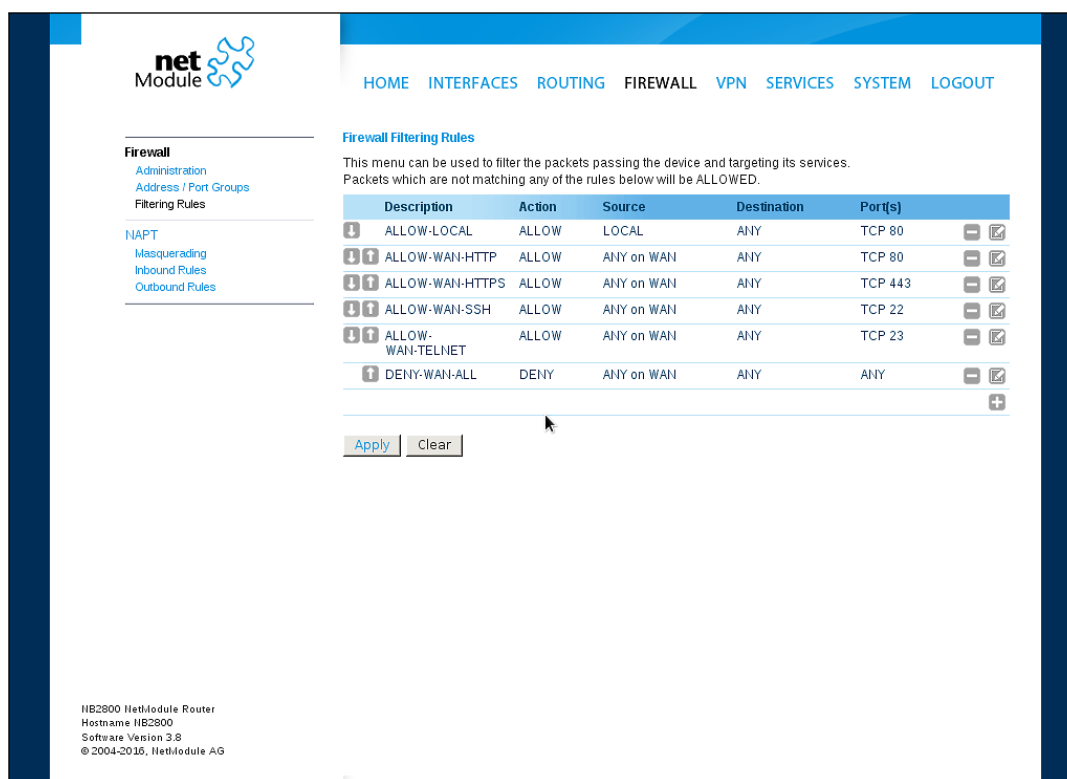 net
Module
HOME INTERFACES ROUTING FIREWALL VPN SERVICES SYSTEM LOGOUT
Firewall
Administration
Address / Port Groups
Filtering Rules
NAPT
Masquerading
Inbound Rules
Outbound Rules
Firewall Filtering Rules
This menu can be used to filter the packets passing the device and targeting its services.
Packets which are not matching any of the rules below will be ALLOWED.
Description Action Source Destination Port(s)
ALLOW-LOCAL ALLOW LOCAL ANY TCP 80
ALLOW-WAN-HTTP ALLOW ANY on WAN ANY TCP 80
ALLOW-WAN-HTTPS ALLOW ANY on WAN ANY TCP 443
ALLOW-WAN-SSH ALLOW ANY on WAN ANY TCP 22
ALLOW- ALLOW ANY on WAN ANY TCP 23
WAN-TELNET
DENY-WAN-ALL DENY ANY on WAN ANY ANY
Apply Clear
NB2800 NetModule Router
Hostname NB2800
Software Version 3.8
© 2004-2016, NetModule AG